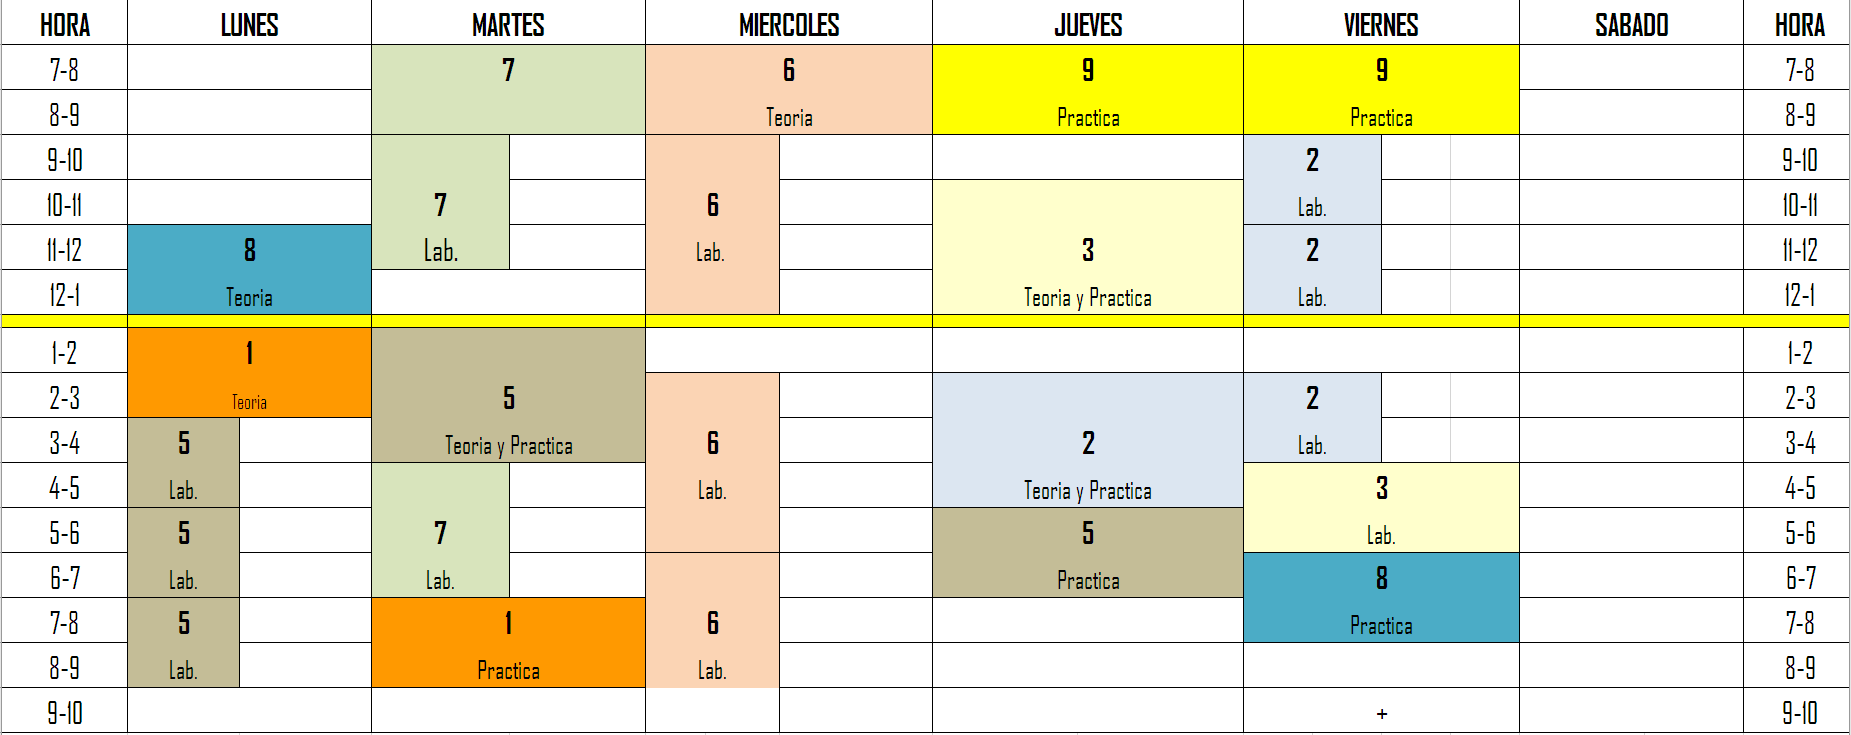 HORA LUNES MARTES MIERCOLES JUEVES VIERNES SABADO HORA
7-8 7 6 9 9 7-8
8-9 Teoria Practica Practica 8-9
9-10 2 9-10
10-11 7 6 Lab. 10-11
11-12 8 Lab. Lab. 3 2 11-12
12-1 Teoria Teoria y Practica Lab. 12-1
1-2 1 1-2
2-3 Teoria 5 2 2-3
3-4 5 Teoria y Practica 6 2 Lab. 3-4
4-5 Lab. Lab. Teoria y Practica 3 4-5
5-6 5 7 5 Lab. 5-6
6-7 Lab. Lab. Practica 8 6-7
7-8 5 1 6 Practica 7-8
8-9 Lab. Practica Lab. 8-9
9-10 + 9-10